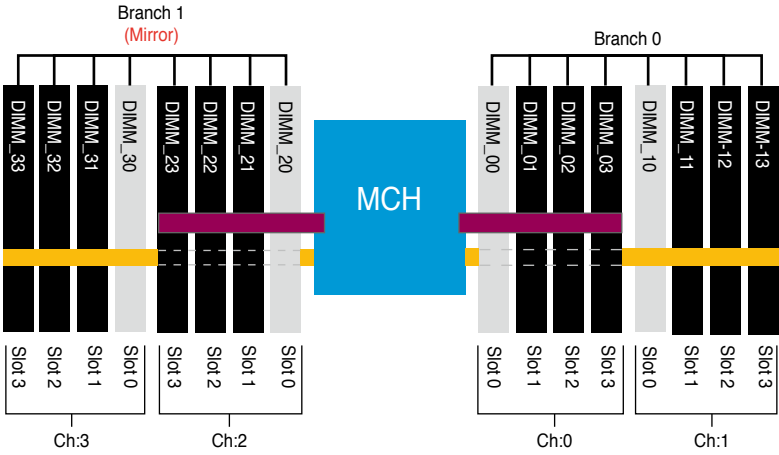 Branch 1
(Mirror)
Branch 0
DIMM_33
DIMM_32
DIMM_31
DIMM_30
DIMM_23
DIMM_22
DIMM_21
DIMM_20
MCH
DIMM_00
DIMM_01
DIMM_02
DIMM_03
DIMM_10
DIMM_11
DIMM-12
DIMM-13
Slot 3
Slot 2
Slot 1
Slot 0
Slot 3
Slot 2
Slot 1
Slot 0
Slot 0
Slot 1
Slot 2
Slot 3
Slot 0
Slot 1
Slot 2
Slot 3
Ch:3
Ch:2
Ch:0
Ch:1